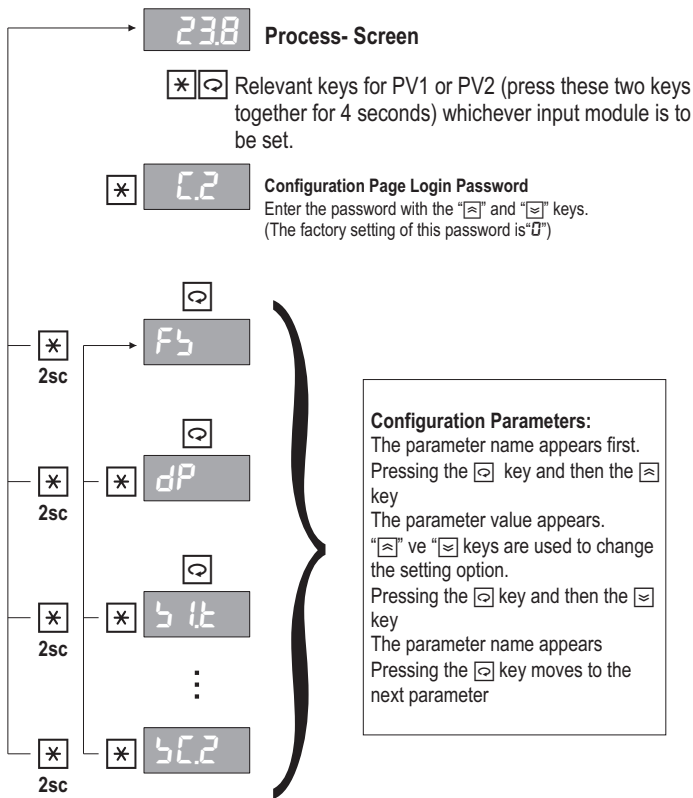 23.8
Process- Screen
Relevant keys for PV1 or PV2 (press these two keys
together for 4 seconds) whichever input module is to
be set.
C.2
Configuration Page Login Password
Enter the password with the “” and “” keys.
(The factory setting of this password is“0”)
FS
2sc
dP
2sc
S1.t
2sc
SC.2
2sc
Configuration Parameters:
The parameter name appears first.
Pressing the key and then the
key
The parameter value appears.
“” ve “ keys are used to change
the setting option.
Pressing the key and then the
key
The parameter name appears
Pressing the key moves to the
next parameter